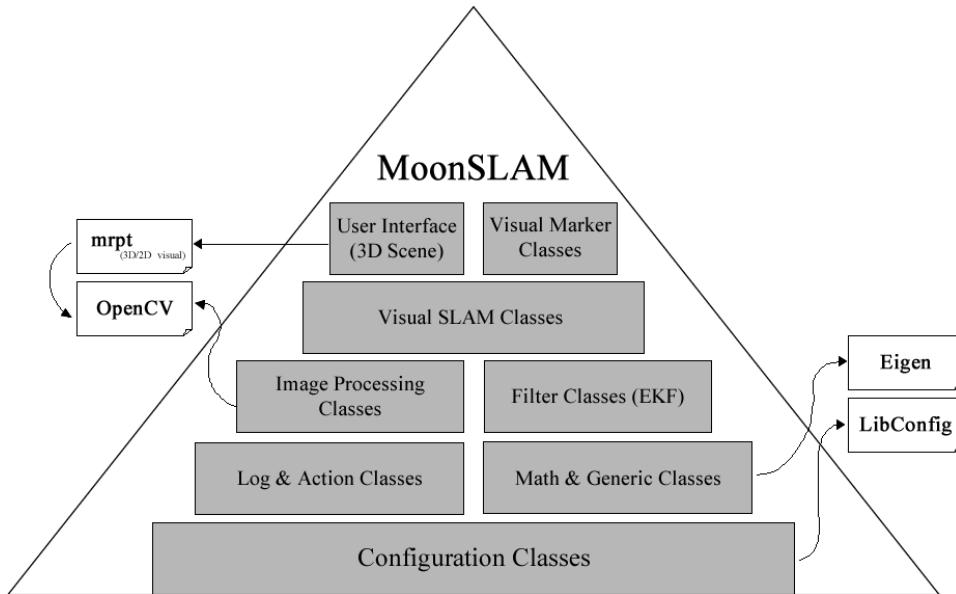 MoonSLAM
User Interface
(3D Scene)
Visual Marker
Classes
mrpt
(3D/2D visual)
OpenCV
Visual SLAM Classes
Image Processing
Classes
Filter Classes (EKF)
Eigen
LibConfig
Log & Action Classes
Math & Generic Classes
Configuration Classes